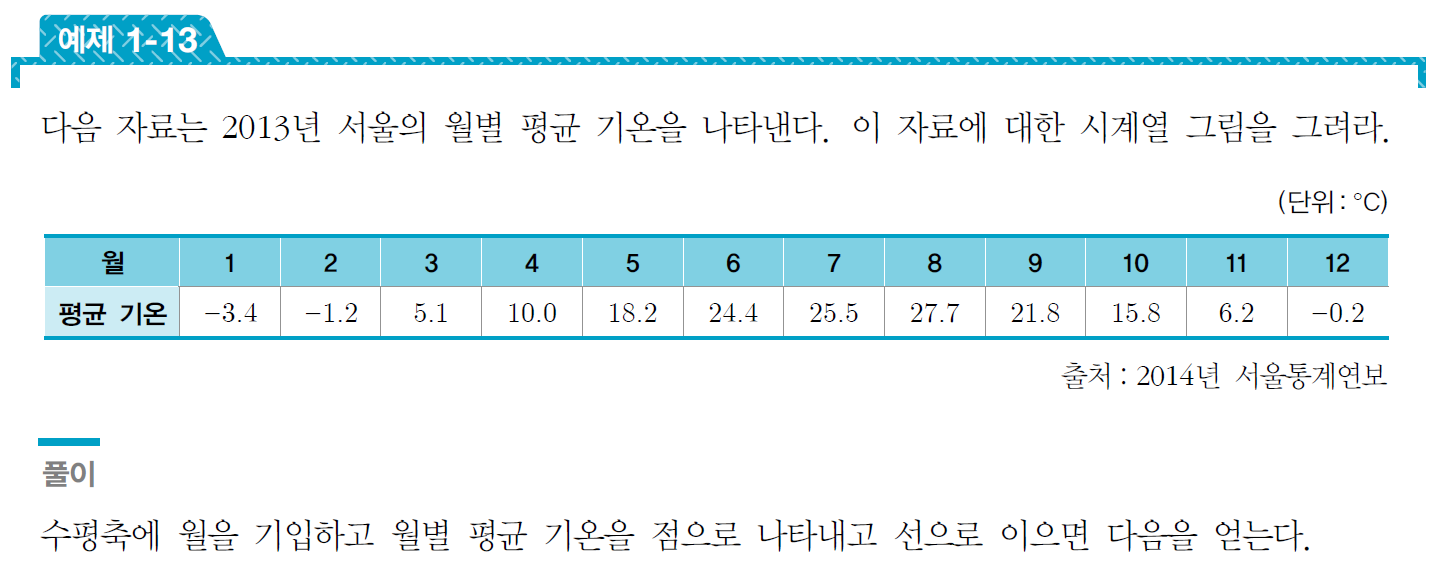 예제 1-13
다음 자료는 2013년 서울의 월별 평균 기온을 나타낸다. 이 자료에 대한 시계열 그림을 그려라.
(단위 : °C)
월 1 2 3 4 5 6 7 8 9 10 11 12
평균 기온 −3.4 −1.2 5.1 10.0 18.2 24.4 25.5 27.7 21.8 15.8 6.2 −0.2
출처 : 2014년 서울통계연보
풀이
수평축에 월을 기입하고 월별 평균 기온을 점으로 나타내고 선으로 이으면 다음을 얻는다.